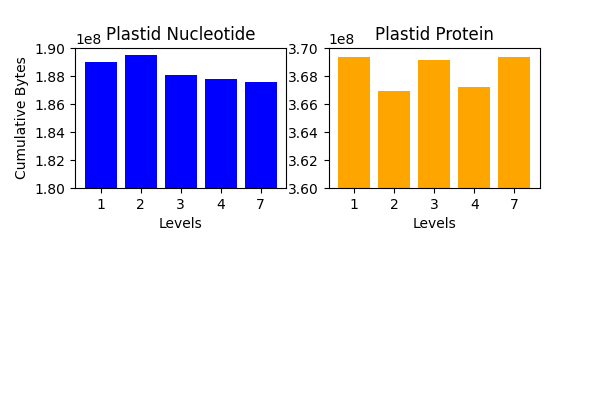 Plastid Nucleotide
Plastid Protein
1e8
1e8
Cumulative Bytes
1.90
1.88
1.86
1.84
1.82
1.80
1 2 3 4 7
Levels
3.70
3.68
3.66
3.64
3.62
3.60
1 2 3 4 7
Levels